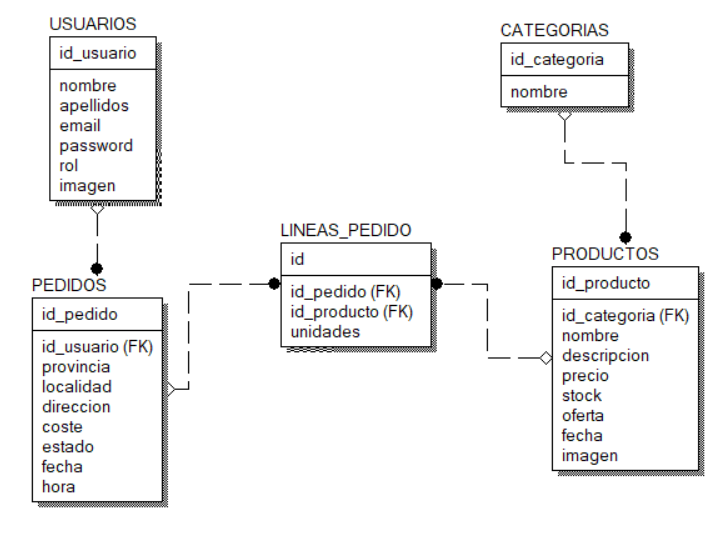 USUARIOS
id_usuario
nombre
apellidos
email
password
rol
imagen
CATEGORIAS
id_categoria
nombre
LINEAS_PEDIDO
id
id_pedido (FK)
id_producto (FK)
unidades
PEDIDOS
id_pedido
id_usuario (FK)
provincia
localidad
direccion
coste
estado
fecha
hora
PRODUCTOS
id_producto
id_categoria (FK)
nombre
descripcion
precio
stock
oferta
fecha
imagen